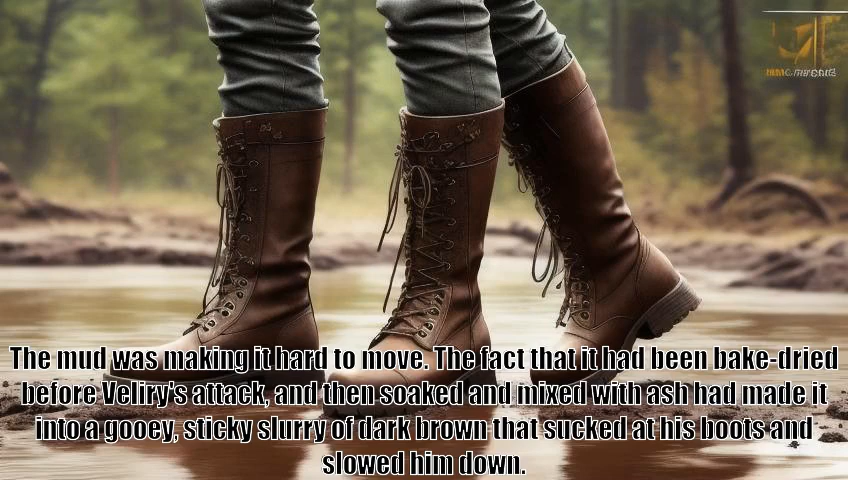 The mud was making it hard to move. The fact that it had been bake-dried
before Veliry's attack, and then soaked and mixed with ash had made it
into a gooey, sticky slurry of dark brown that sucked at his boots and
slowed him down.